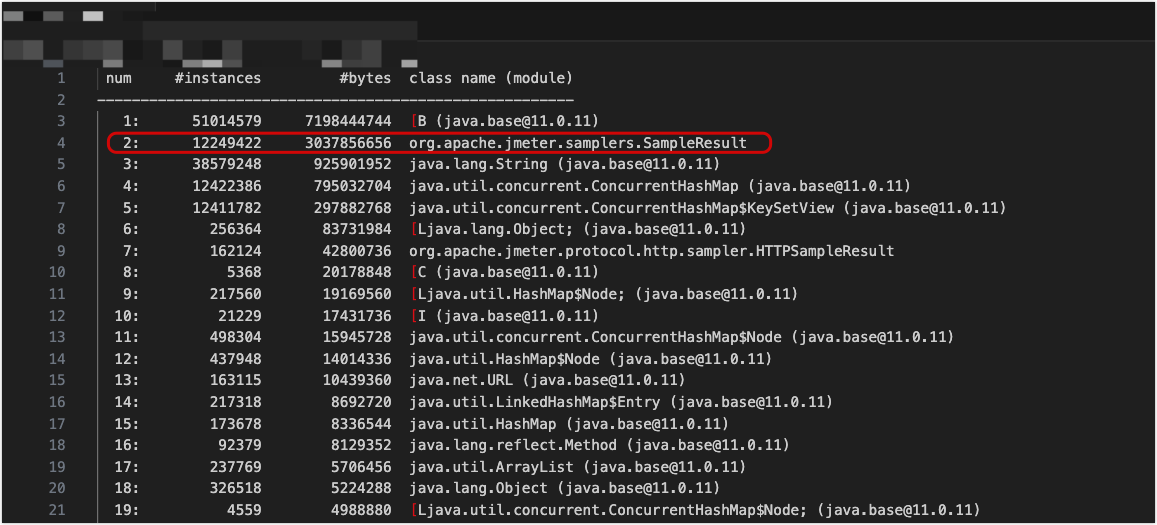 1 num #instances #bytes class name (module)
2 -------------------------------------------------------
3 1: 51014579 7198444744 [B (java.base@11.0.11)
4 2: 12249422 3037856656 org.apache.jmeter.samplers.SampleResult
5 3: 38579248 925901952 java.lang.String (java.base@11.0.11)
6 4: 12422386 795032704 java.util.concurrent.ConcurrentHashMap (java.base@11.0.11)
7 5: 12411782 297882768 java.util.concurrent.ConcurrentHashMap$KeySetView (java.base@11.0.11)
8 6: 256364 83731984 [Ljava.lang.Object; (java.base@11.0.11)
9 7: 162124 42800736 org.apache.jmeter.protocol.http.sampler.HTTPSampleResult
10 8: 5368 20178848 [C (java.base@11.0.11)
11 9: 217560 19169560 [Ljava.util.HashMap$Node; (java.base@11.0.11)
12 10: 21229 17431736 [I (java.base@11.0.11)
13 11: 498304 15945728 java.util.concurrent.ConcurrentHashMap$Node (java.base@11.0.11)
14 12: 437948 14014336 java.util.HashMap$Node (java.base@11.0.11)
15 13: 163115 10439360 java.net.URL (java.base@11.0.11)
16 14: 217318 8692720 java.util.LinkedHashMap$Entry (java.base@11.0.11)
17 15: 173678 8336544 java.util.HashMap (java.base@11.0.11)
18 16: 92379 8129352 java.lang.reflect.Method (java.base@11.0.11)
19 17: 237769 5706456 java.util.ArrayList (java.base@11.0.11)
20 18: 326518 5224288 java.lang.Object (java.base@11.0.11)
21 19: 4559 4988880 [Ljava.util.concurrent.ConcurrentHashMap$Node; (java.base@11.0.11)